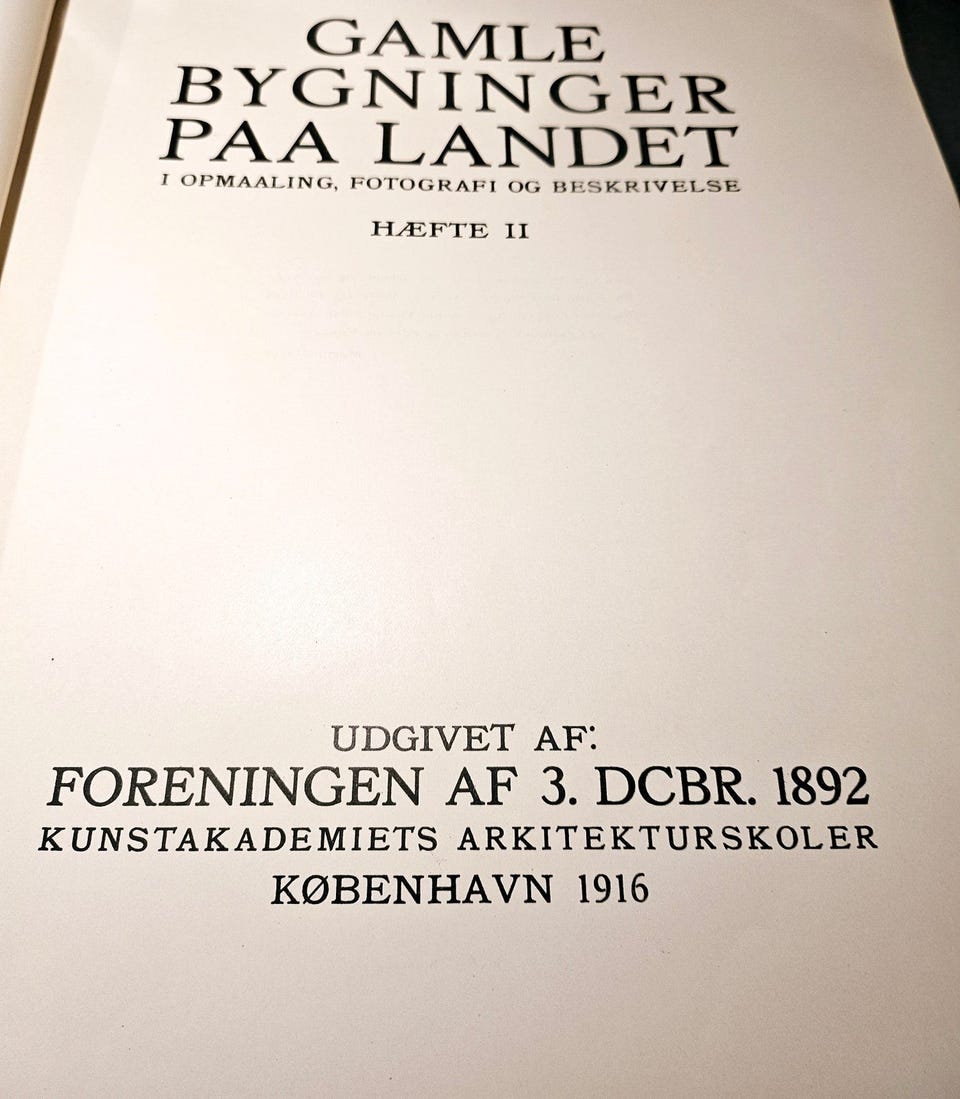 GAMLE
BYGNINGER
PAA LANDET
I OPMAALING, FOTOGRAFI OG BESKRIVELSE
HÆFTE II
UDGIVET AF:
FORENINGEN AF 3. DCBR. 1892
KUNSTAKADEMIETS ARKITEKTURSKOLER
KØBENHAVN 1916